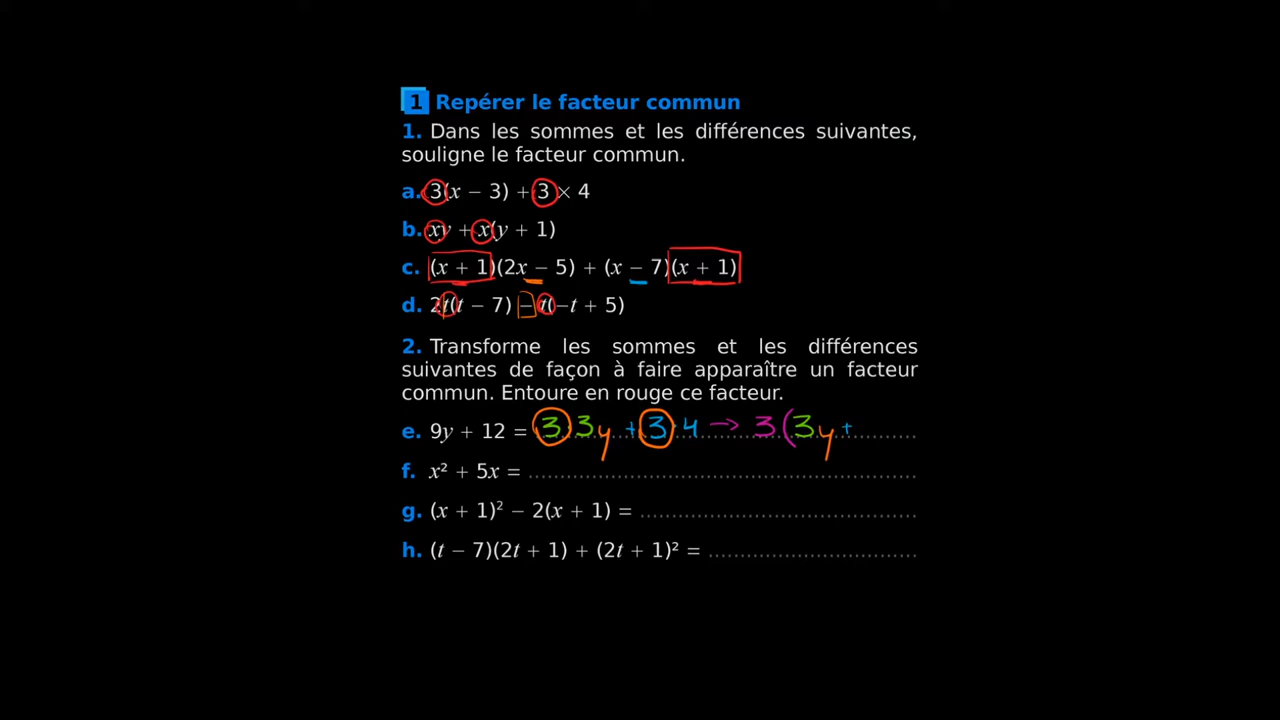 1 Repérer le facteur commun
1. Dans les sommes et les différences suivantes,
souligne le facteur commun.
a. 3(x − 3) + 3 × 4
b. xy + x(y + 1)
c. (x + 1)(2x − 5) + (x − 7)(x + 1)
d. 2t(t − 7) − t(−t + 5)
2. Transforme les sommes et les différences
suivantes de façon à faire apparaître un facteur
commun. Entoure en rouge ce facteur.
e. 9y + 12 = 3·3y + 3·4 → 3(3y +
f. x² + 5x = ........................................
g. (x + 1)² − 2(x + 1) = ........................................
h. (t − 7)(2t + 1) + (2t + 1)² = ........................................